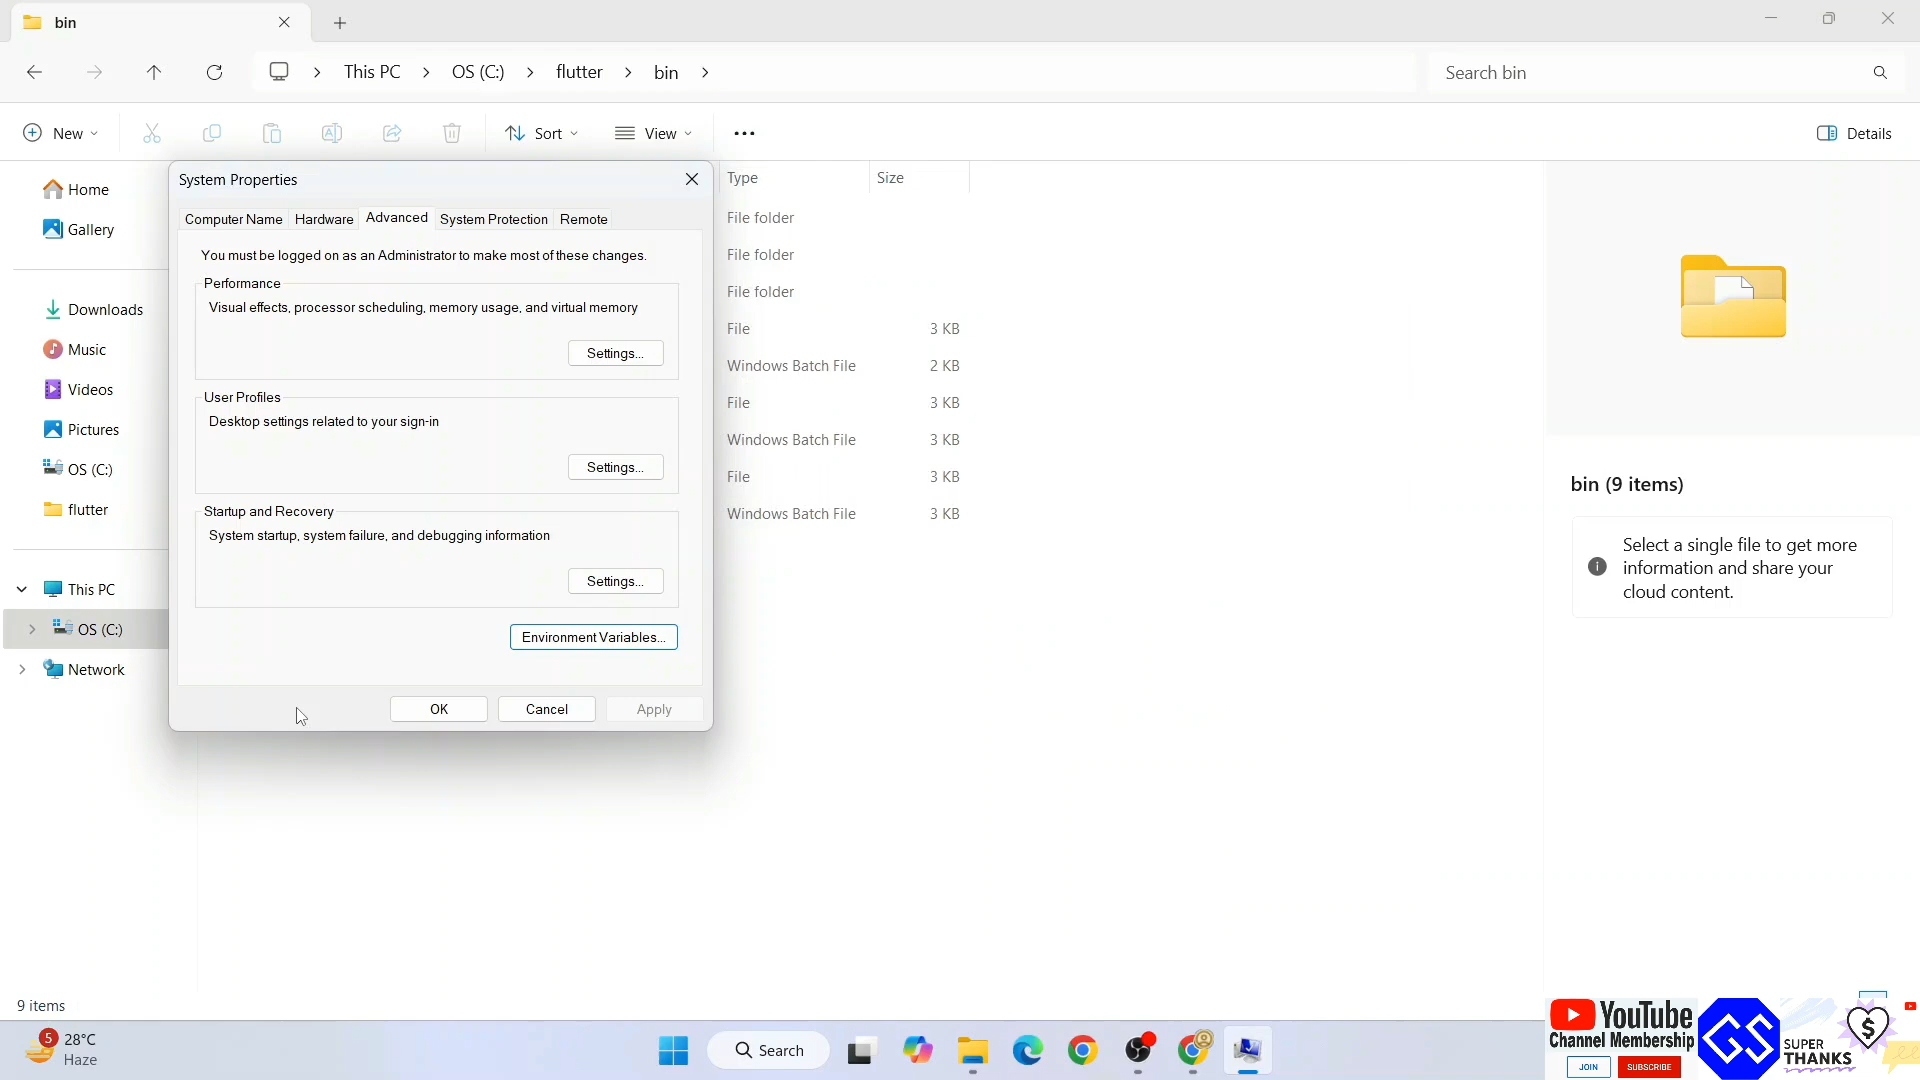 bin
This PC
OS (C:)
flutter
bin
Search bin
New
Sort
View
Details
System Properties
Computer Name
Hardware
Advanced
System Protection
Remote
You must be logged on as an Administrator to make most of these changes.
Performance
Visual effects, processor scheduling, memory usage, and virtual memory
Settings...
User Profiles
Desktop settings related to your sign-in
Settings...
Startup and Recovery
System startup, system failure, and debugging information
Settings...
Environment Variables...
OK
Cancel
Apply
Home
Gallery
Downloads
Music
Videos
Pictures
OS (C:)
flutter
This PC
OS (C:)
Network
Type
Size
File folder
File folder
File folder
File 3 KB
Windows Batch File 2 KB
File 3 KB
Windows Batch File 3 KB
File 3 KB
Windows Batch File 3 KB
bin (9 items)
Select a single file to get more
information and share your
cloud content.
9 items
5
28°C
Haze
Search
YouTube
Channel Membership
JOIN
SUBSCRIBE
GS
SUPER
THANKS
$